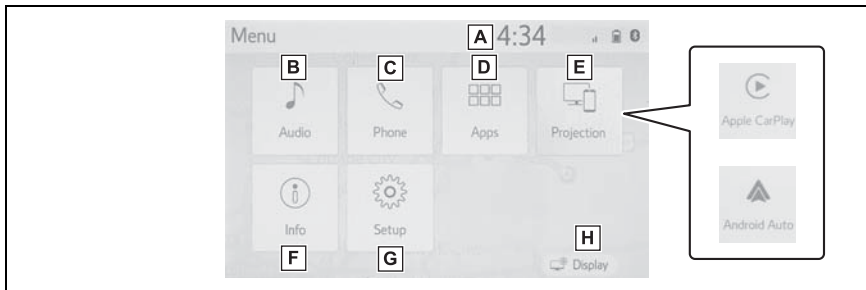 Menu A 4:34
B C D E
Audio Phone Apps Projection
Info Setup
F G H
Display
Apple CarPlay
Android Auto